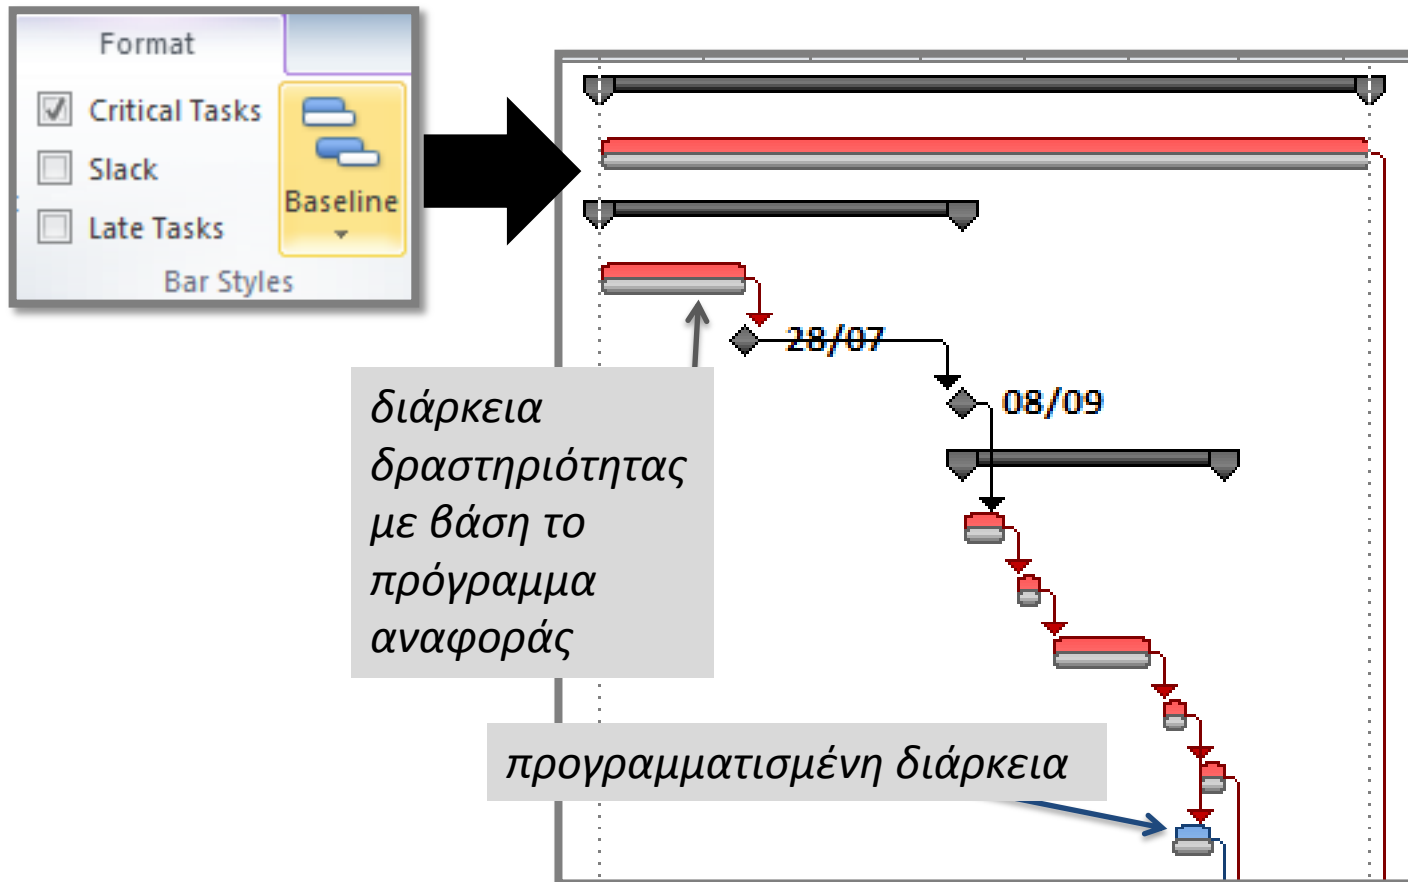 Format
Critical Tasks
Slack
Late Tasks
Baseline
Bar Styles
28/07
08/09
διάρκεια
δραστηριότητας
με βάση το
πρόγραμμα
αναφοράς
προγραμματισμένη διάρκεια